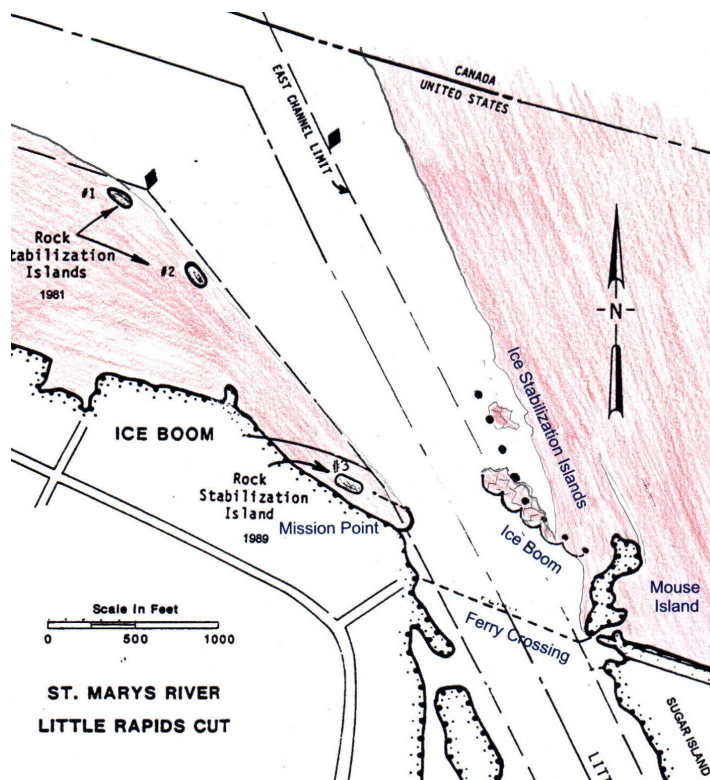 CANADA
UNITED STATES
EAST CHANNEL LIMIT
#1
Rock
tabilization
Islands
1981
#2
-N-
Ice Stabilization Islands
ICE BOOM
#3
Rock
Stabilization
Island
1989
Mission Point
Ice Boom
Mouse
Island
Ferry Crossing
Scale in Feet
0 500 1000
ST. MARYS RIVER
LITTLE RAPIDS CUT
SUGAR ISLAND
LITT